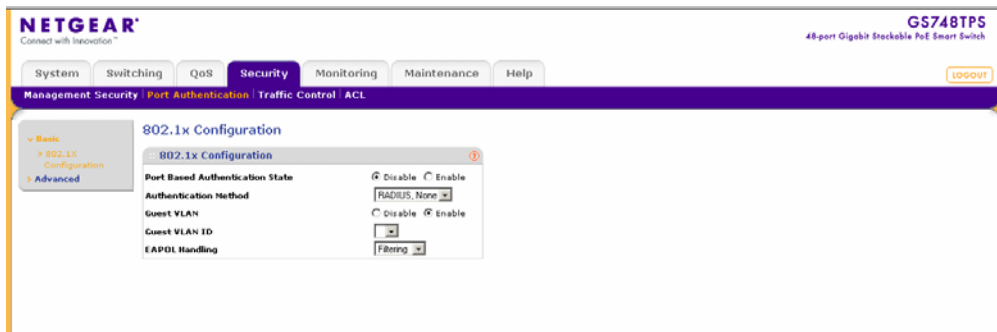 NETGEAR®
Connect with Innovation™
GS748TPS
48-port Gigabit Stackable PoE Smart Switch
System Switching QoS Security Monitoring Maintenance Help
LOGOUT
Management Security Port Authentication Traffic Control ACL
Basic
802.1X Configuration
Advanced
802.1x Configuration
802.1x Configuration ?
Port Based Authentication State Disable Enable
Authentication Method RADIUS, None
Guest VLAN Disable Enable
Guest VLAN ID
EAPOL Handling Filtering